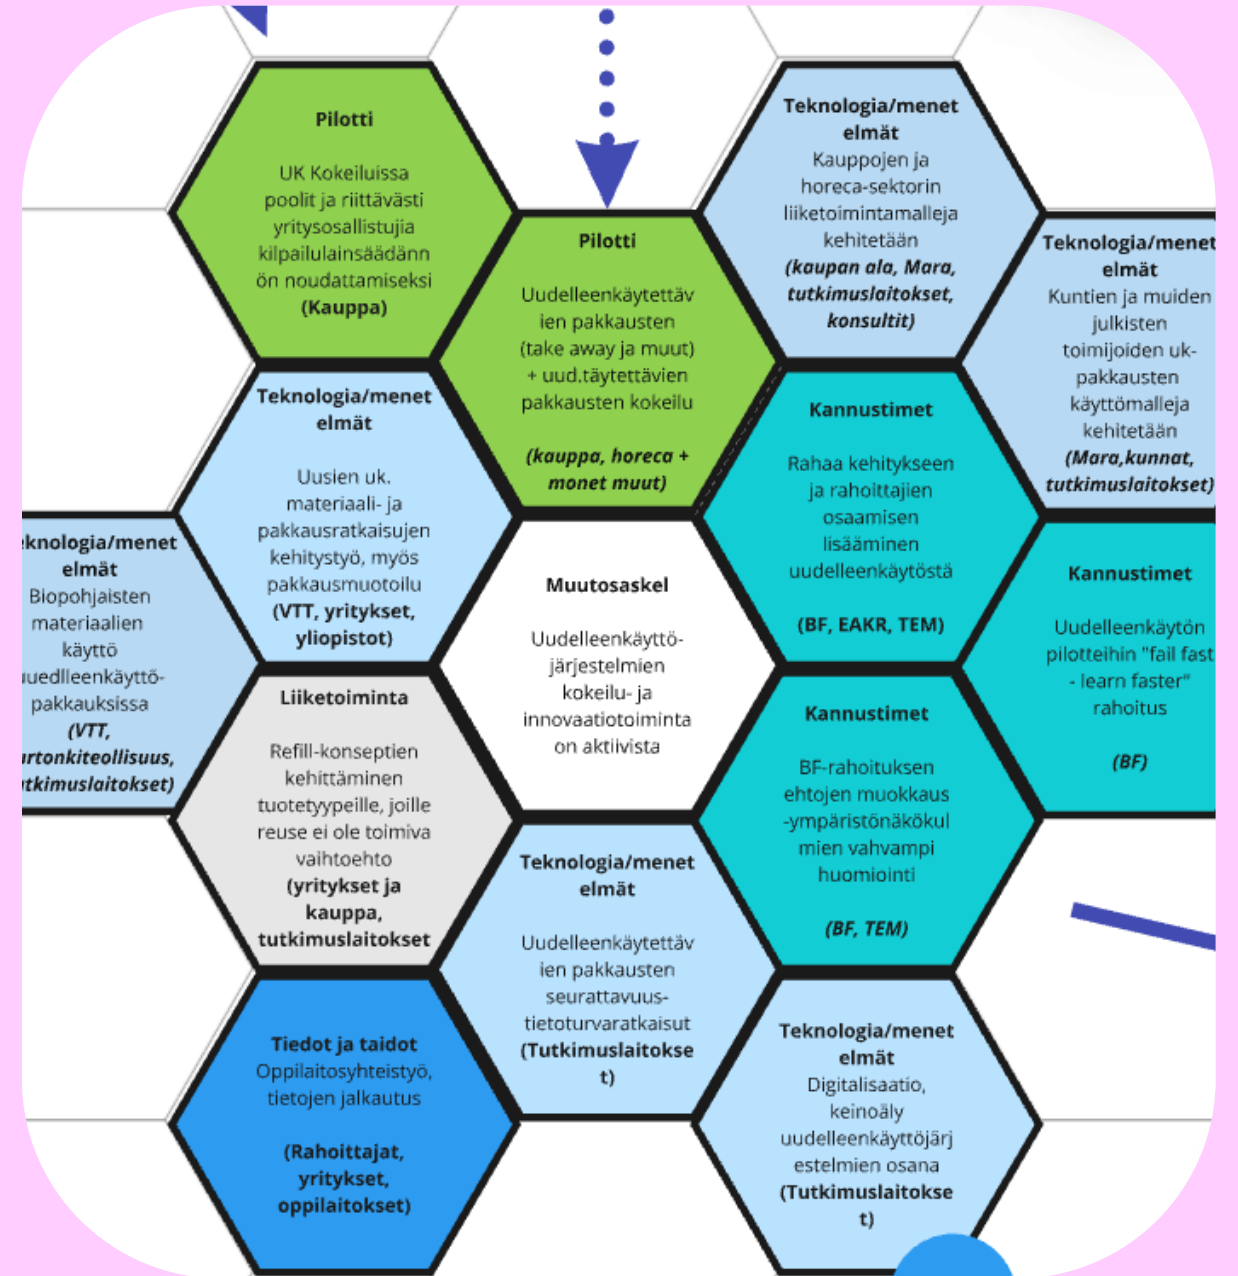 Pilotti
UK Kokeiluissa
poolit ja riittävästi
yritysosallistujia
kilpailulainsäädänn
ön noudattamiseksi
(Kauppa)
Pilotti
Uudelleenkäytettäv
ien pakkausten
(take away ja muut)
+ uud.täytettävien
pakkausten kokeilu
(kauppa, horeca +
monet muut)
Teknologia/menet
elmät
Kauppojen ja
horeca-sektorin
liiketoimintamalleja
kehitetään
(kaupan ala, Mara,
tutkimuslaitokset,
konsultit)
Teknologia/menet
elmät
Kuntien ja muiden
julkisten
toimijoiden uk-
pakkausten
käyttömalleja
kehitetään
(Mara,kunnat,
tutkimuslaitokset)
Teknologia/menet
elmät
Uusien uk.
materiaali- ja
pakkausratkaisujen
kehitystyö, myös
pakkausmuotoilu
(VTT, yritykset,
yliopistot)
Kannustimet
Rahaa kehitykseen
ja rahoittajien
osaamisen
lisääminen
uudelleenkäytöstä
(BF, EAKR, TEM)
eknologia/menet
elmät
Biopohjaisten
materiaalien
käyttö
uuedlleenkäyttö-
pakkauksissa
(VTT,
artonkiteollisuus,
utkimuslaitokset)
Muutosaskel
Uudelleenkäyttö-
järjestelmien
kokeilu- ja
innovaatiotoiminta
on aktiivista
Kannustimet
Uudelleenkäytön
pilotteihin "fail fast
- learn faster"
rahoitus
(BF)
Liiketoiminta
Refill-konseptien
kehittäminen
tuotetyypeille, joille
reuse ei ole toimiva
vaihtoehto
(yritykset ja
kauppa,
tutkimuslaitokset
Kannustimet
BF-rahoituksen
ehtojen muokkaus
-ympäristönäkökul
mien vahvampi
huomiointi
(BF, TEM)
Teknologia/menet
elmät
Uudelleenkäytettäv
ien pakkausten
seurattavuus-
tietoturvaratkaisut
(Tutkimuslaitokse
t)
Tiedot ja taidot
Oppilaitosyhteistyö,
tietojen jalkautus
(Rahoittajat,
yritykset,
oppilaitokset)
Teknologia/menet
elmät
Digitalisaatio,
keinoäly
uudelleenkäyttöjärj
estelmien osana
(Tutkimuslaitokse
t)